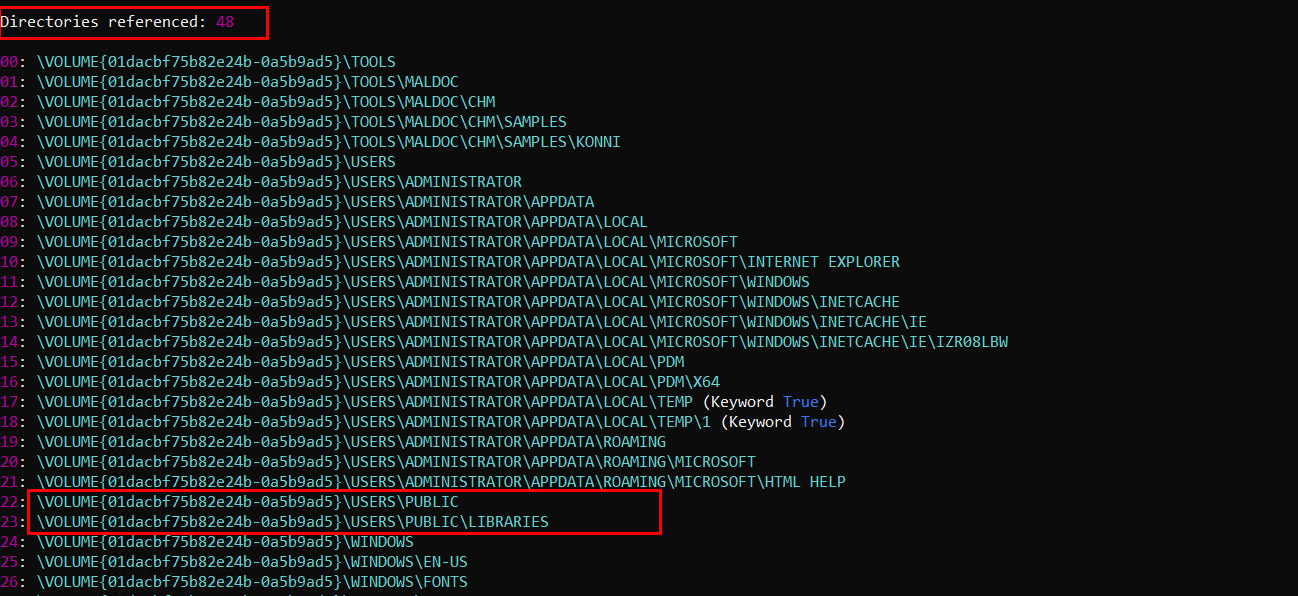 Directories referenced: 48
00: \VOLUME{01dacbf75b82e24b-0a5b9ad5}\TOOLS
01: \VOLUME{01dacbf75b82e24b-0a5b9ad5}\TOOLS\MALDOC
02: \VOLUME{01dacbf75b82e24b-0a5b9ad5}\TOOLS\MALDOC\CHM
03: \VOLUME{01dacbf75b82e24b-0a5b9ad5}\TOOLS\MALDOC\CHM\SAMPLES
04: \VOLUME{01dacbf75b82e24b-0a5b9ad5}\TOOLS\MALDOC\CHM\SAMPLES\KONNI
05: \VOLUME{01dacbf75b82e24b-0a5b9ad5}\USERS
06: \VOLUME{01dacbf75b82e24b-0a5b9ad5}\USERS\ADMINISTRATOR
07: \VOLUME{01dacbf75b82e24b-0a5b9ad5}\USERS\ADMINISTRATOR\APPDATA
08: \VOLUME{01dacbf75b82e24b-0a5b9ad5}\USERS\ADMINISTRATOR\APPDATA\LOCAL
09: \VOLUME{01dacbf75b82e24b-0a5b9ad5}\USERS\ADMINISTRATOR\APPDATA\LOCAL\MICROSOFT
10: \VOLUME{01dacbf75b82e24b-0a5b9ad5}\USERS\ADMINISTRATOR\APPDATA\LOCAL\MICROSOFT\INTERNET EXPLORER
11: \VOLUME{01dacbf75b82e24b-0a5b9ad5}\USERS\ADMINISTRATOR\APPDATA\LOCAL\MICROSOFT\WINDOWS
12: \VOLUME{01dacbf75b82e24b-0a5b9ad5}\USERS\ADMINISTRATOR\APPDATA\LOCAL\MICROSOFT\WINDOWS\INETCACHE
13: \VOLUME{01dacbf75b82e24b-0a5b9ad5}\USERS\ADMINISTRATOR\APPDATA\LOCAL\MICROSOFT\WINDOWS\INETCACHE\IE
14: \VOLUME{01dacbf75b82e24b-0a5b9ad5}\USERS\ADMINISTRATOR\APPDATA\LOCAL\MICROSOFT\WINDOWS\INETCACHE\IE\IZR08LBW
15: \VOLUME{01dacbf75b82e24b-0a5b9ad5}\USERS\ADMINISTRATOR\APPDATA\LOCAL\PDM
16: \VOLUME{01dacbf75b82e24b-0a5b9ad5}\USERS\ADMINISTRATOR\APPDATA\LOCAL\PDM\X64
17: \VOLUME{01dacbf75b82e24b-0a5b9ad5}\USERS\ADMINISTRATOR\APPDATA\LOCAL\TEMP (Keyword True)
18: \VOLUME{01dacbf75b82e24b-0a5b9ad5}\USERS\ADMINISTRATOR\APPDATA\LOCAL\TEMP\1 (Keyword True)
19: \VOLUME{01dacbf75b82e24b-0a5b9ad5}\USERS\ADMINISTRATOR\APPDATA\ROAMING
20: \VOLUME{01dacbf75b82e24b-0a5b9ad5}\USERS\ADMINISTRATOR\APPDATA\ROAMING\MICROSOFT
21: \VOLUME{01dacbf75b82e24b-0a5b9ad5}\USERS\ADMINISTRATOR\APPDATA\ROAMING\MICROSOFT\HTML HELP
22: \VOLUME{01dacbf75b82e24b-0a5b9ad5}\USERS\PUBLIC
23: \VOLUME{01dacbf75b82e24b-0a5b9ad5}\USERS\PUBLIC\LIBRARIES
24: \VOLUME{01dacbf75b82e24b-0a5b9ad5}\WINDOWS
25: \VOLUME{01dacbf75b82e24b-0a5b9ad5}\WINDOWS\EN-US
26: \VOLUME{01dacbf75b82e24b-0a5b9ad5}\WINDOWS\FONTS